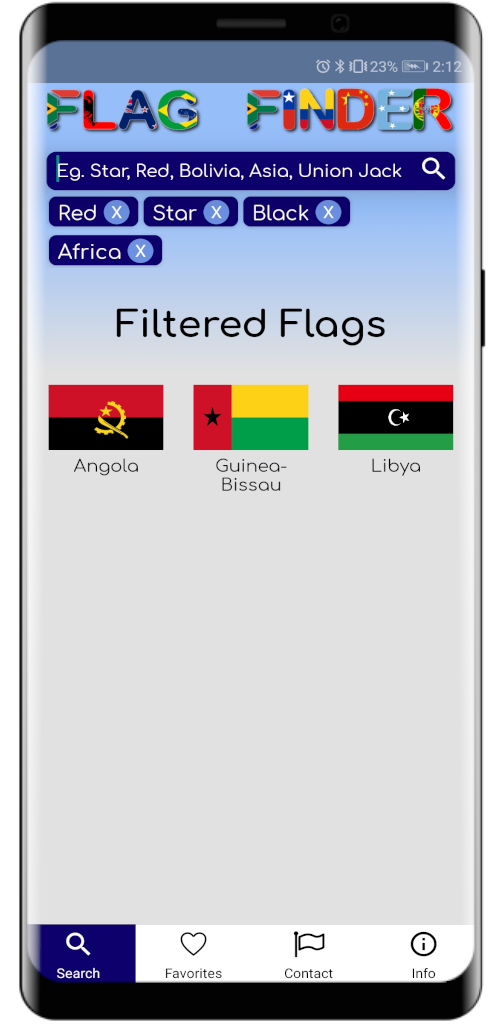 23% 2:12
FLAG FINDER
Eg. Star, Red, Bolivia, Asia, Union Jack
Red X Star X Black X
Africa X
Filtered Flags
Angola Guinea- Libya
Bissau
Search Favorites Contact Info